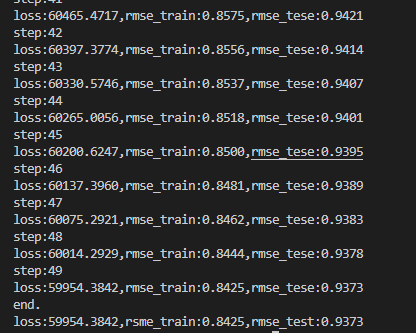 step:41
loss:60465.4717,rmse_train:0.8575,rmse_tese:0.9421
step:42
loss:60397.3774,rmse_train:0.8556,rmse_tese:0.9414
step:43
loss:60330.5746,rmse_train:0.8537,rmse_tese:0.9407
step:44
loss:60265.0056,rmse_train:0.8518,rmse_tese:0.9401
step:45
loss:60200.6247,rmse_train:0.8500,rmse_tese:0.9395
step:46
loss:60137.3960,rmse_train:0.8481,rmse_tese:0.9389
step:47
loss:60075.2921,rmse_train:0.8462,rmse_tese:0.9383
step:48
loss:60014.2929,rmse_train:0.8444,rmse_tese:0.9378
step:49
loss:59954.3842,rmse_train:0.8425,rmse_tese:0.9373
end.
loss:59954.3842,rsme_train:0.8425,rmse_test:0.9373